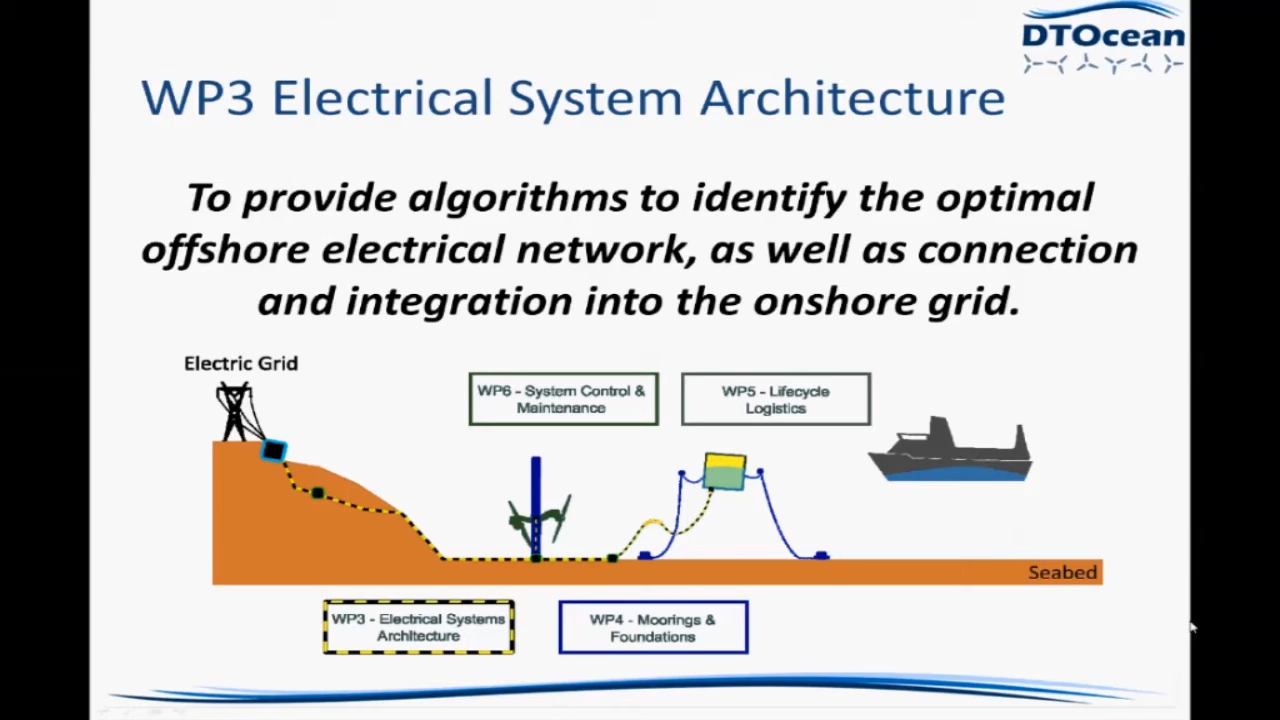 DTOcean
WP3 Electrical System Architecture
To provide algorithms to identify the optimal
offshore electrical network, as well as connection
and integration into the onshore grid.
Electric Grid
WP6 - System Control &
Maintenance
WP5 - Lifecycle
Logistics
Seabed
WP3 - Electrical Systems
Architecture
WP4 - Moorings &
Foundations